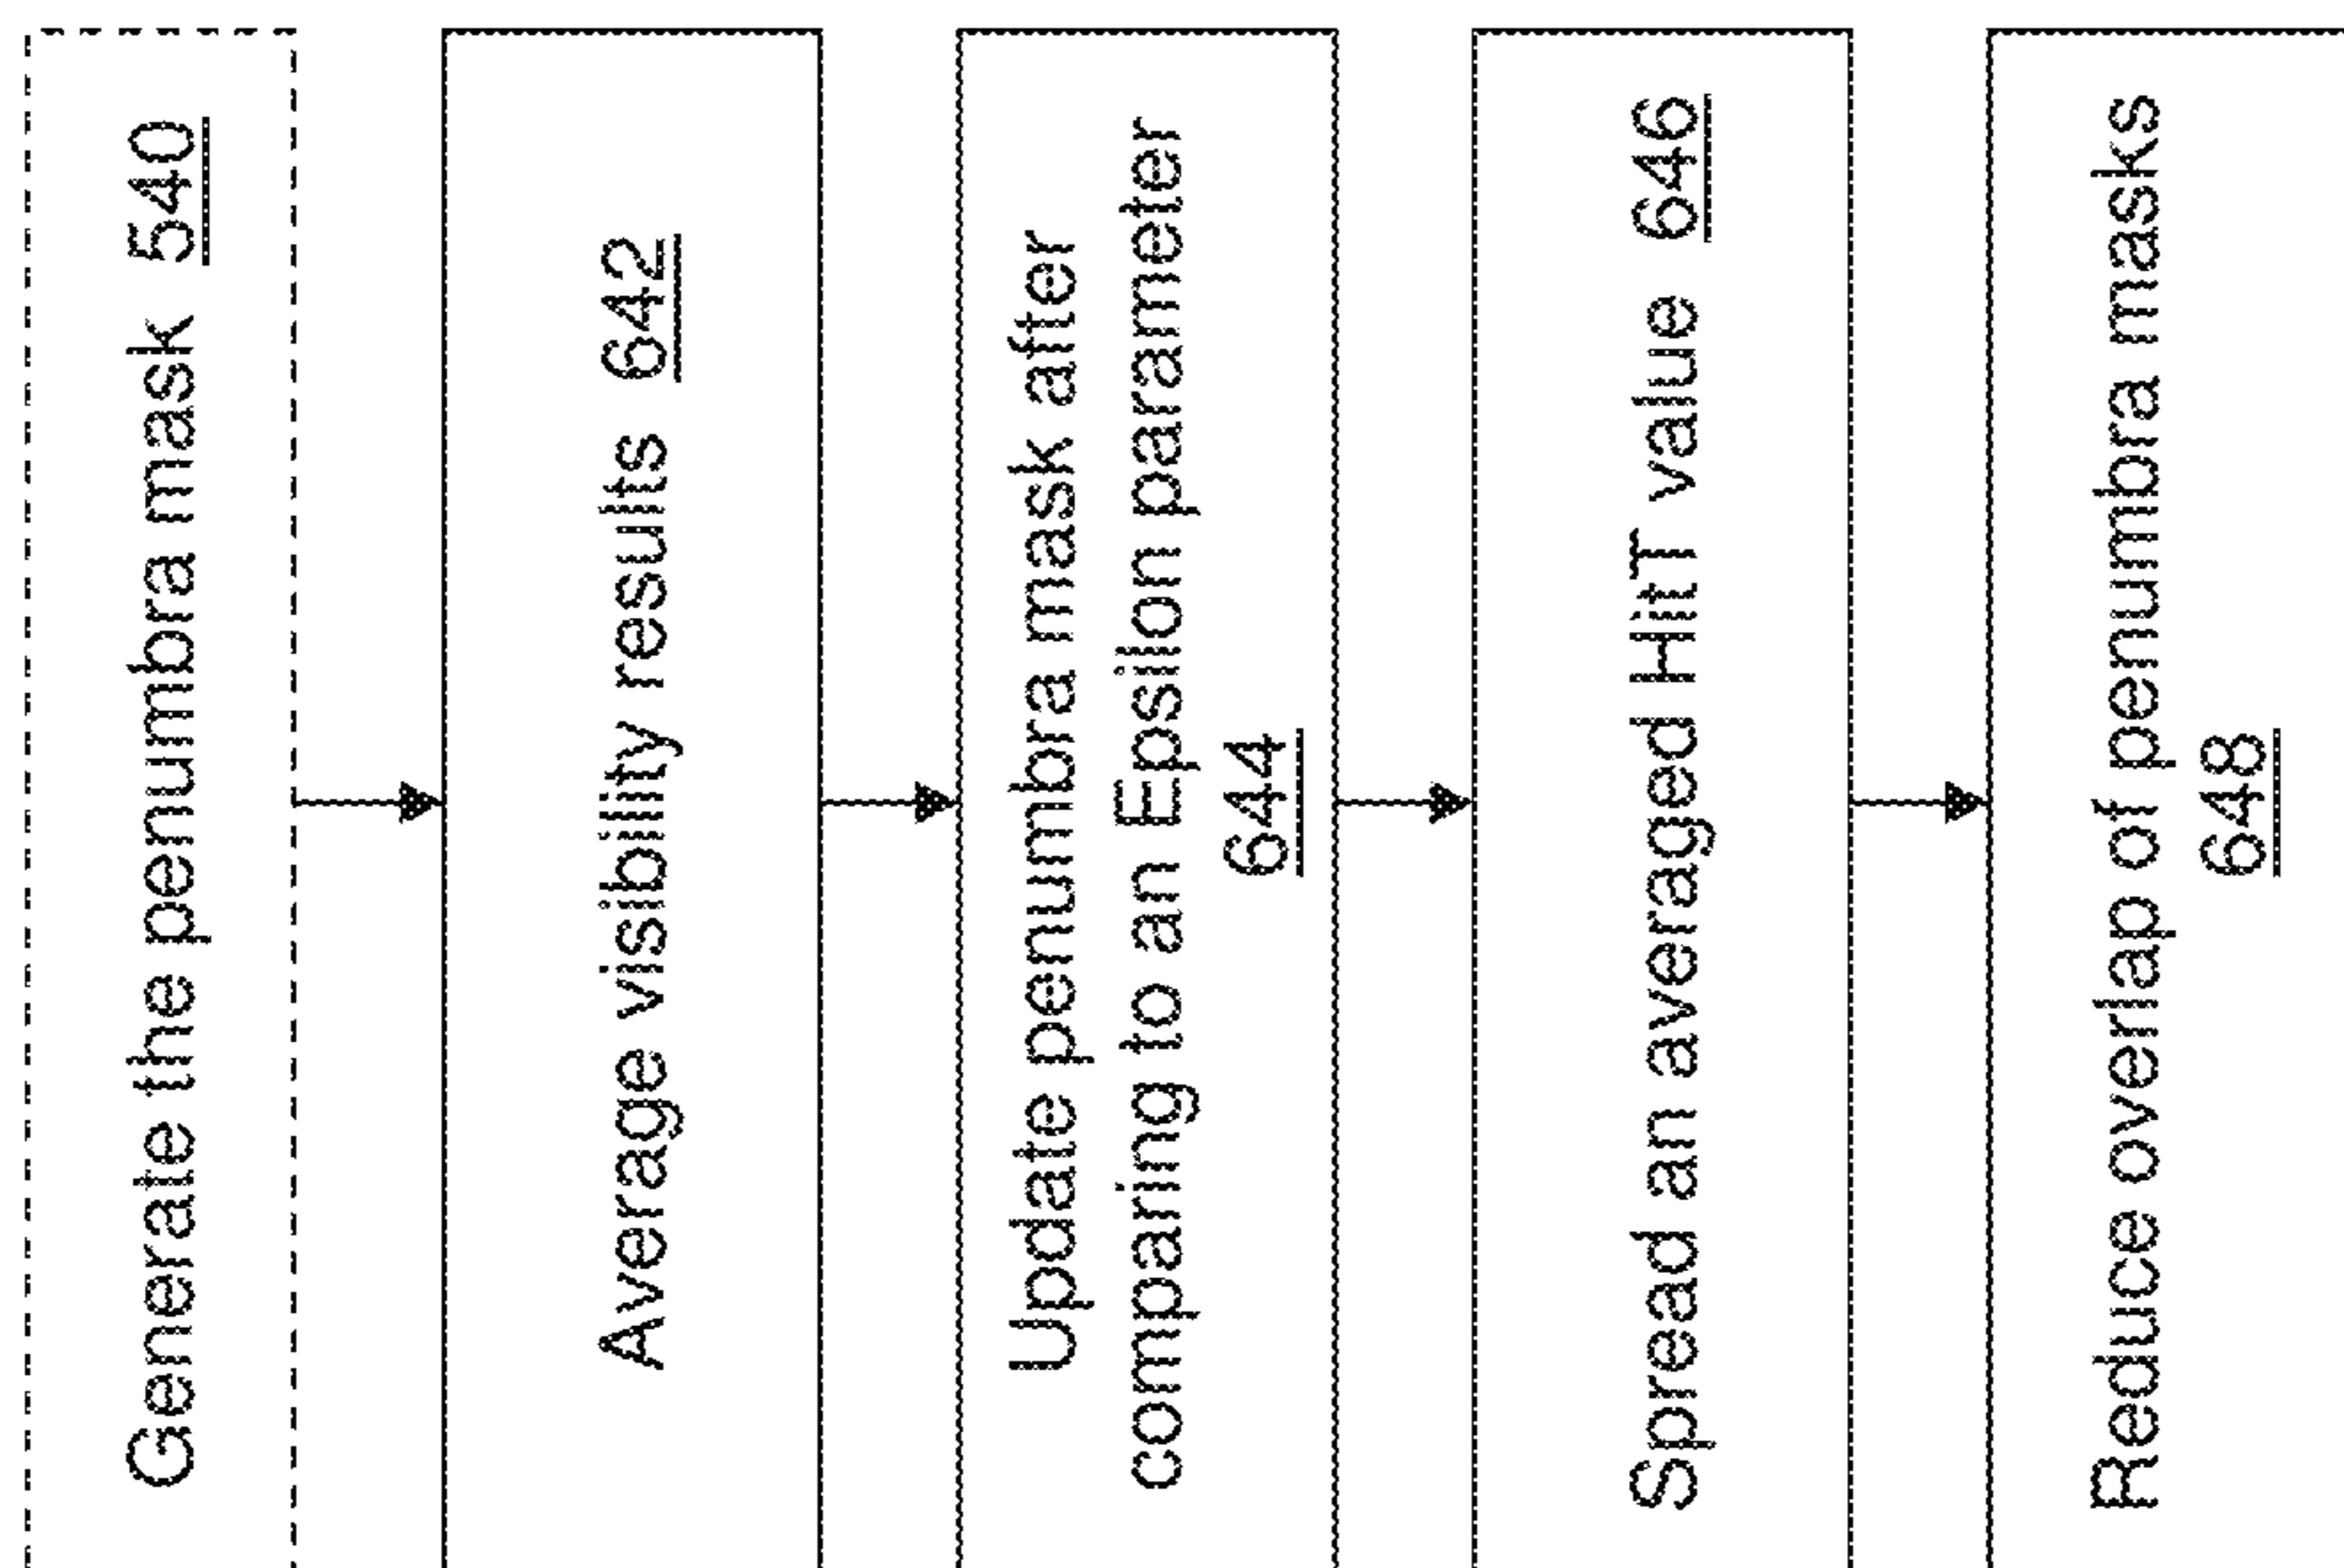 Generate the penumbra mask 540
Average visibility results 642
Update penumbra mask after
comparing to an Epsilon parameter
644
Spread an averaged HitT value 646
Reduce overlap of penumbra masks
648